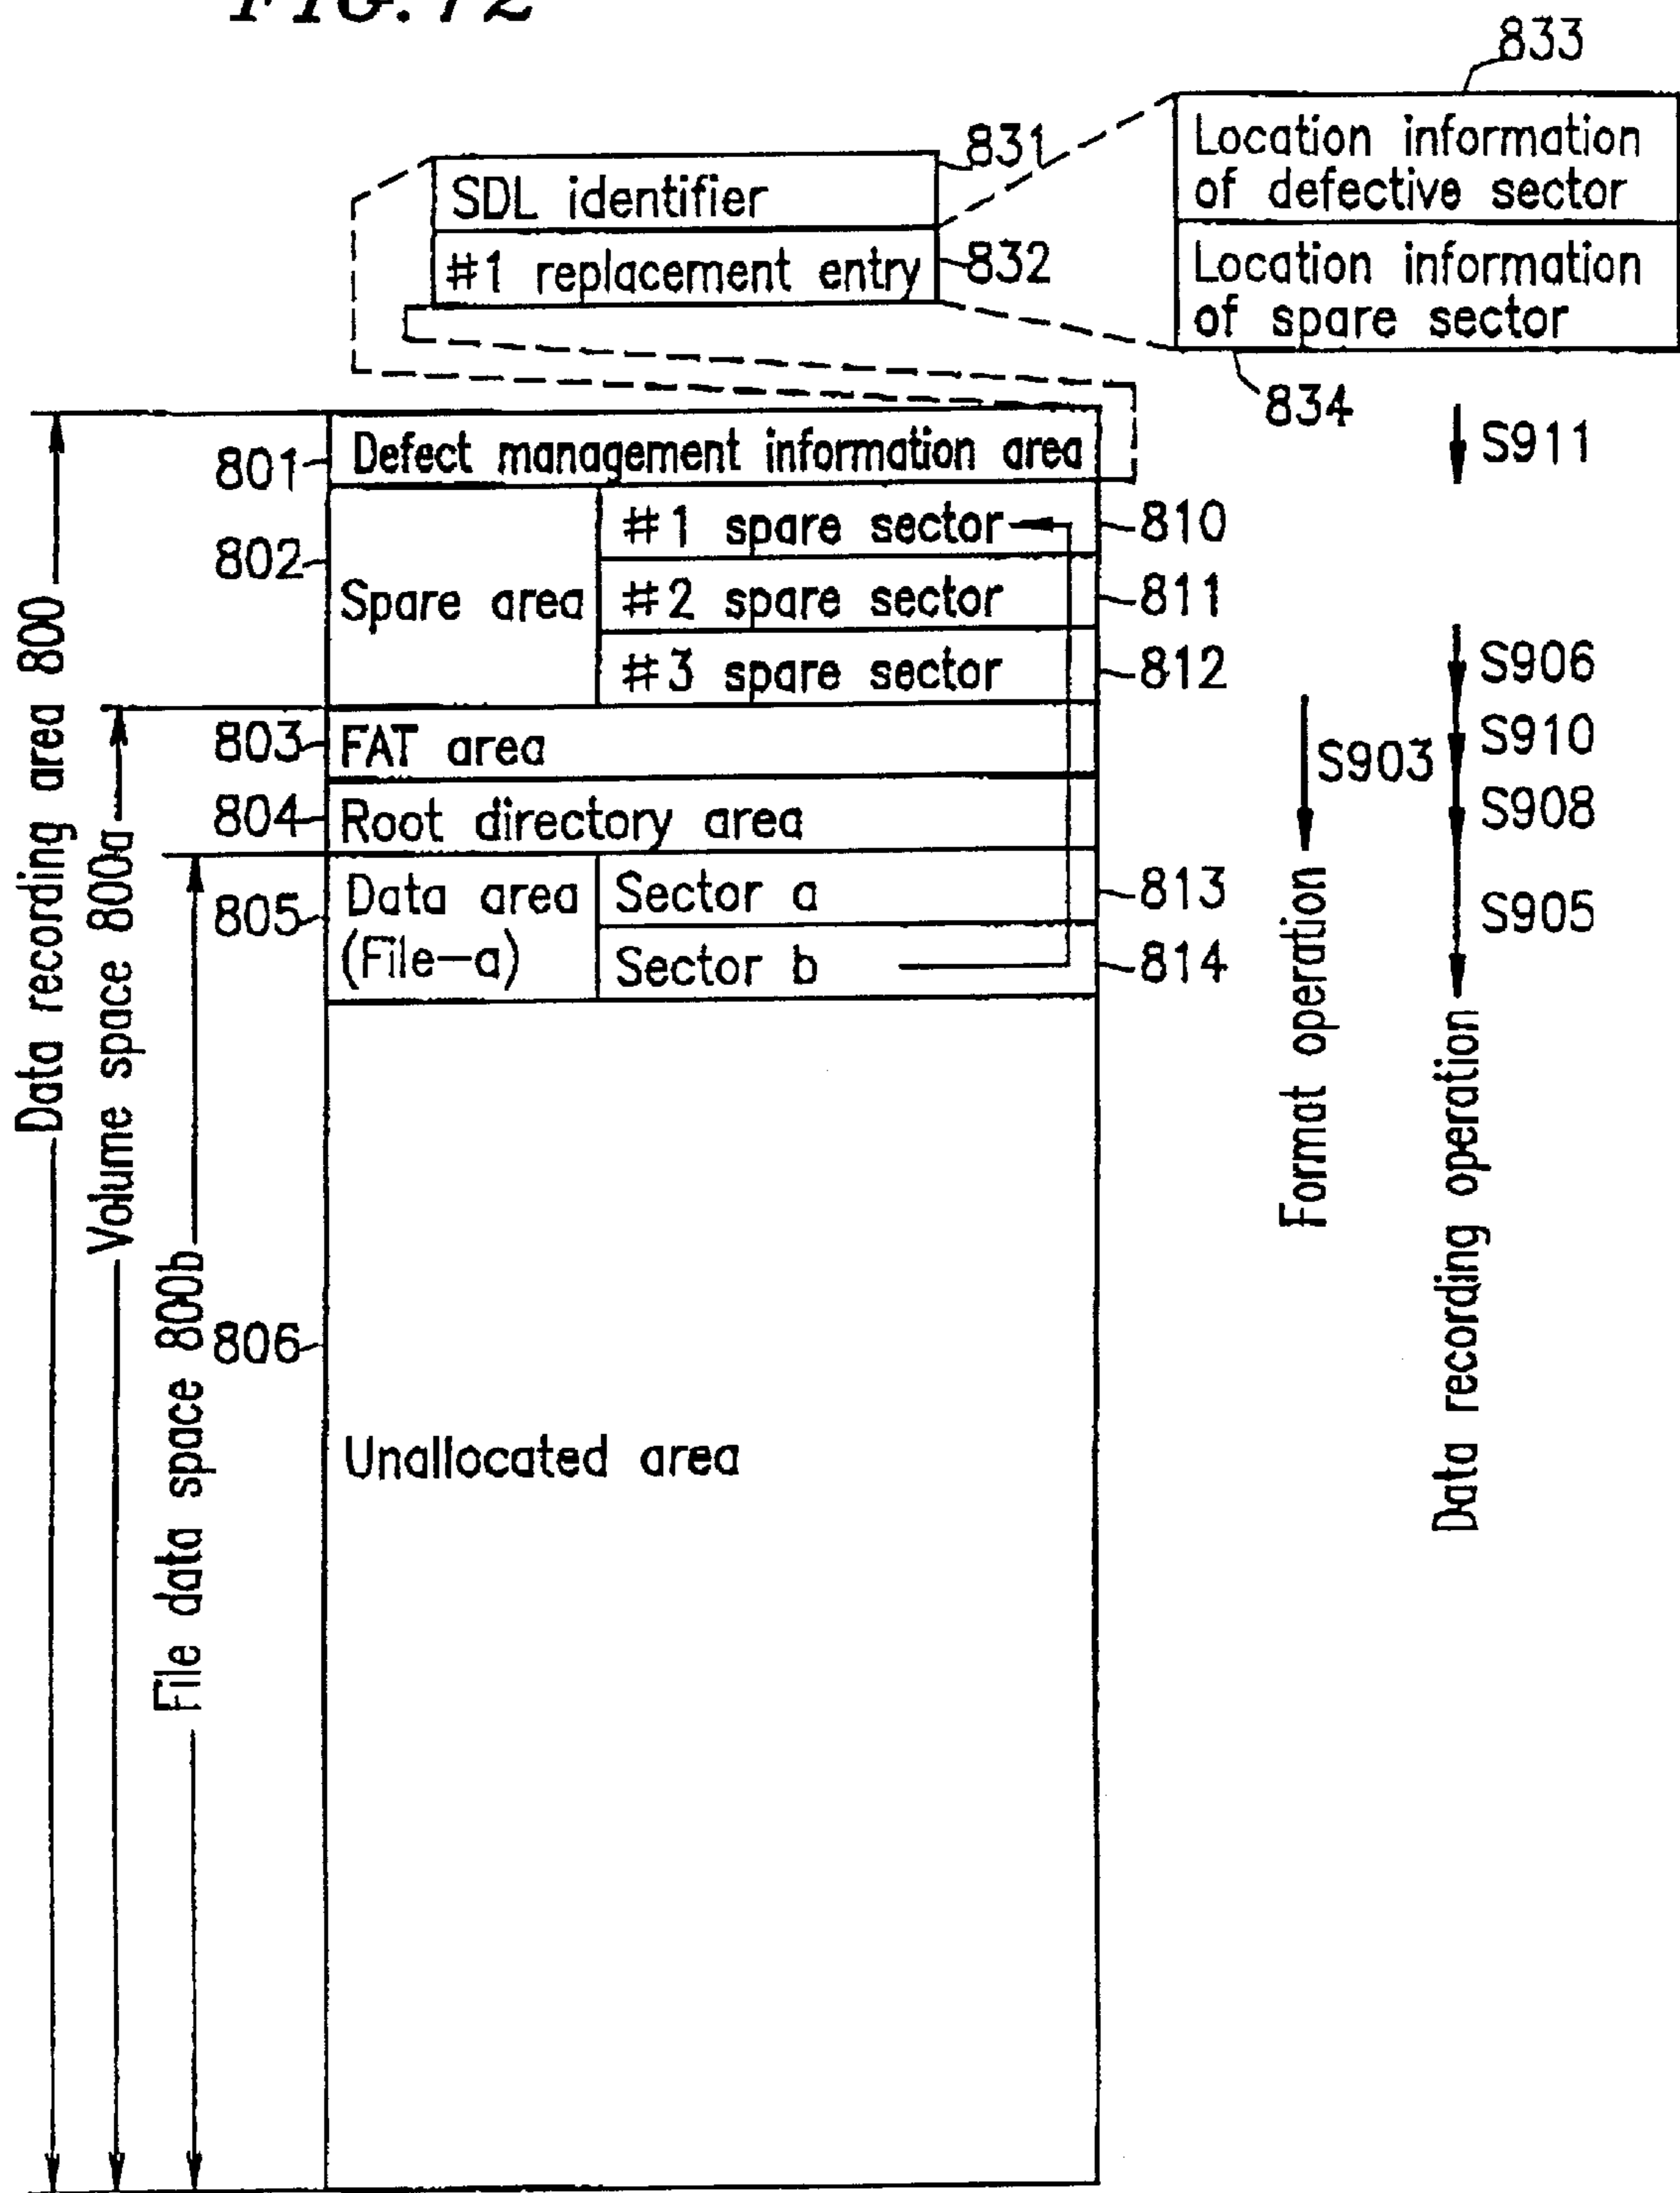 FIG. 72
833
Location information
of defective sector
Location information
of spare sector
834
831
SDL identifier
#1 replacement entry
832
801
Defect management information area
S911
802
Spare area
#1 spare sector
810
#2 spare sector
811
#3 spare sector
812
S906
803
FAT area
S903
S910
804
Root directory area
S908
805
Data area
(File-a)
Sector a
813
S905
Sector b
814
806
Unallocated area
Data recording area 800
Volume space 800a
File data space 800b
Format operation
Data recording operation